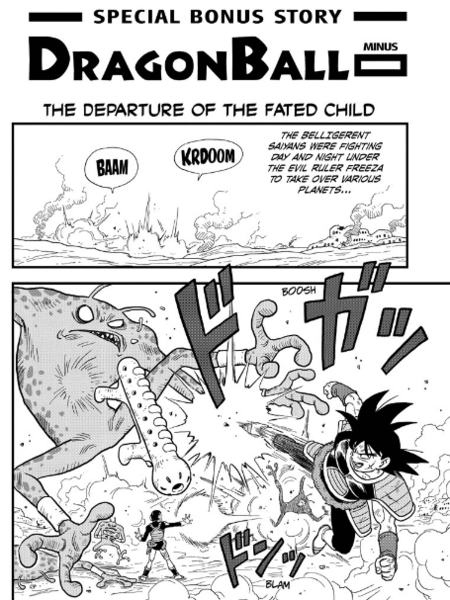 SPECIAL BONUS STORY
DRAGONBALL MINUS
THE DEPARTURE OF THE FATED CHILD
BAAM
KRDOOM
THE BELLIGERENT
SAIYANS WERE FIGHTING
DAY AND NIGHT UNDER
THE EVIL RULER FREEZA
TO TAKE OVER VARIOUS
PLANETS...
BOOSH
ドガッ
ドンッ
BLAM